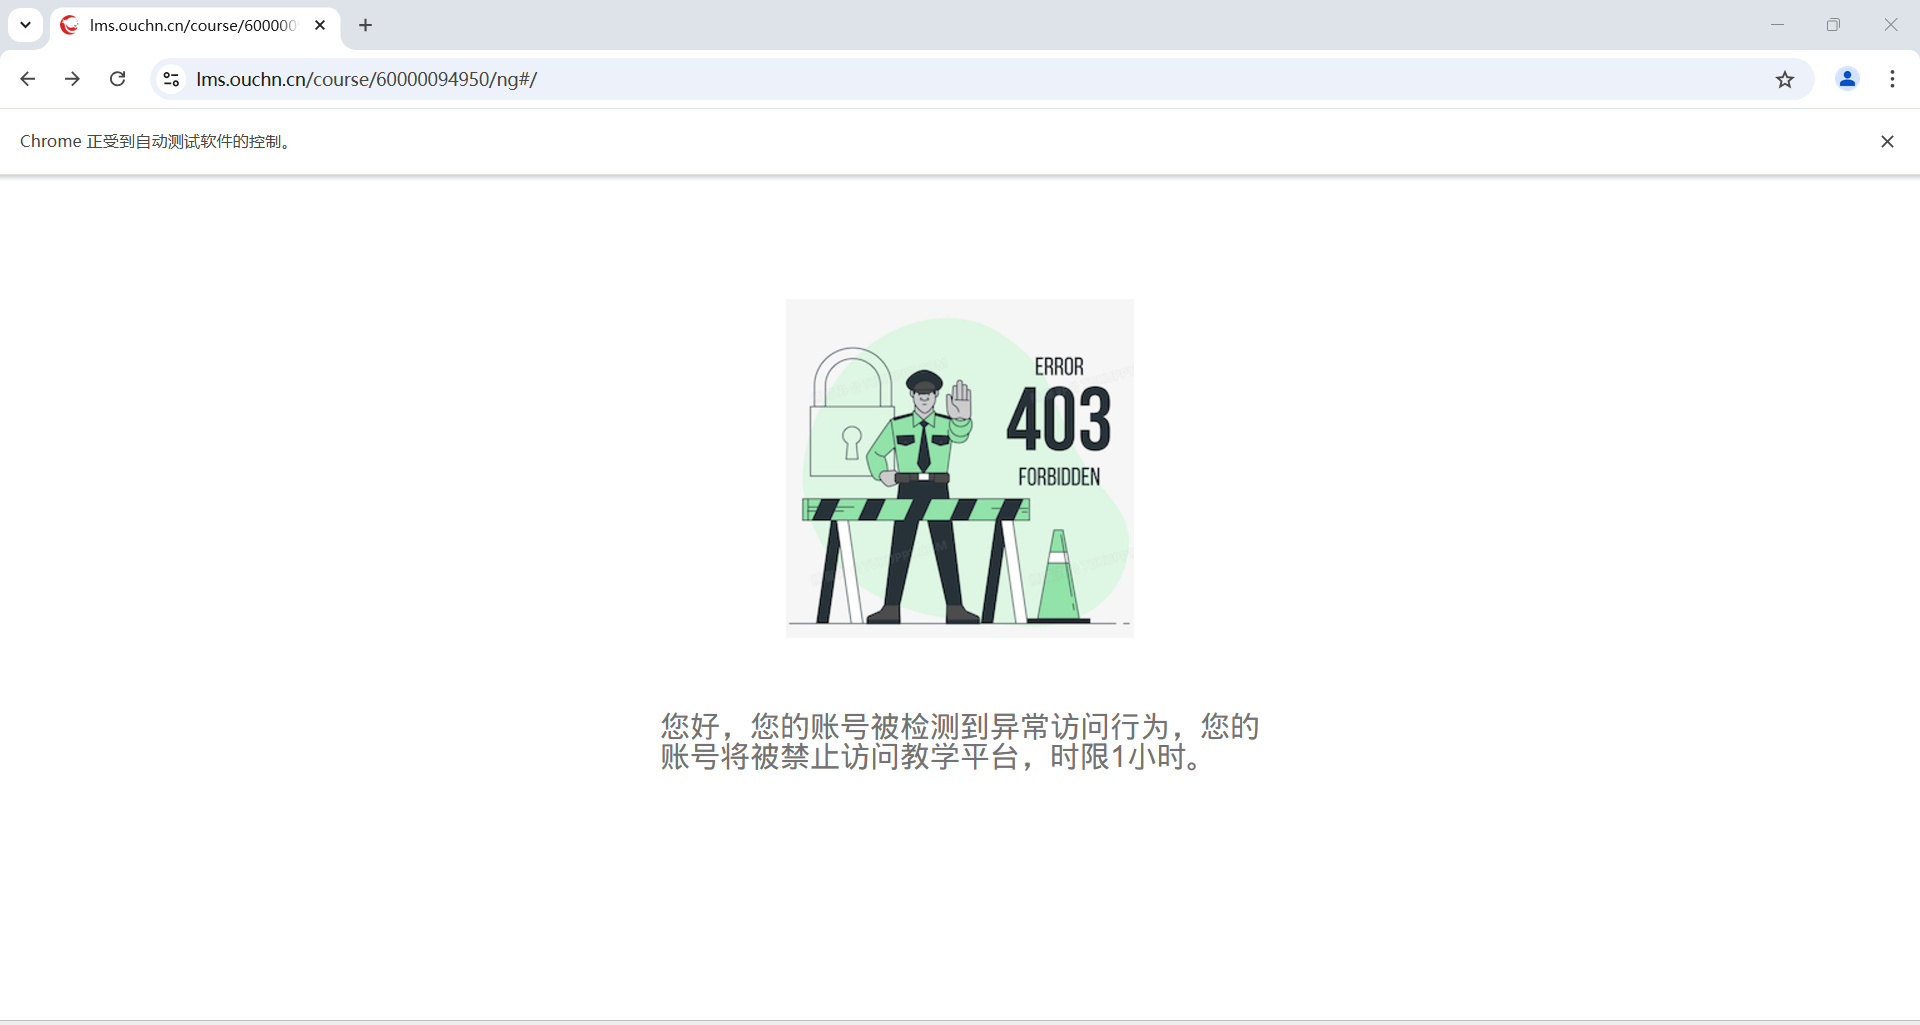 lms.ouchn.cn/course/600000
lms.ouchn.cn/course/60000094950/ng#/
Chrome 正受到自动测试软件的控制。
ERROR
403
FORBIDDEN
您好，您的账号被检测到异常访问行为，您的
账号将被禁止访问教学平台，时限1小时。